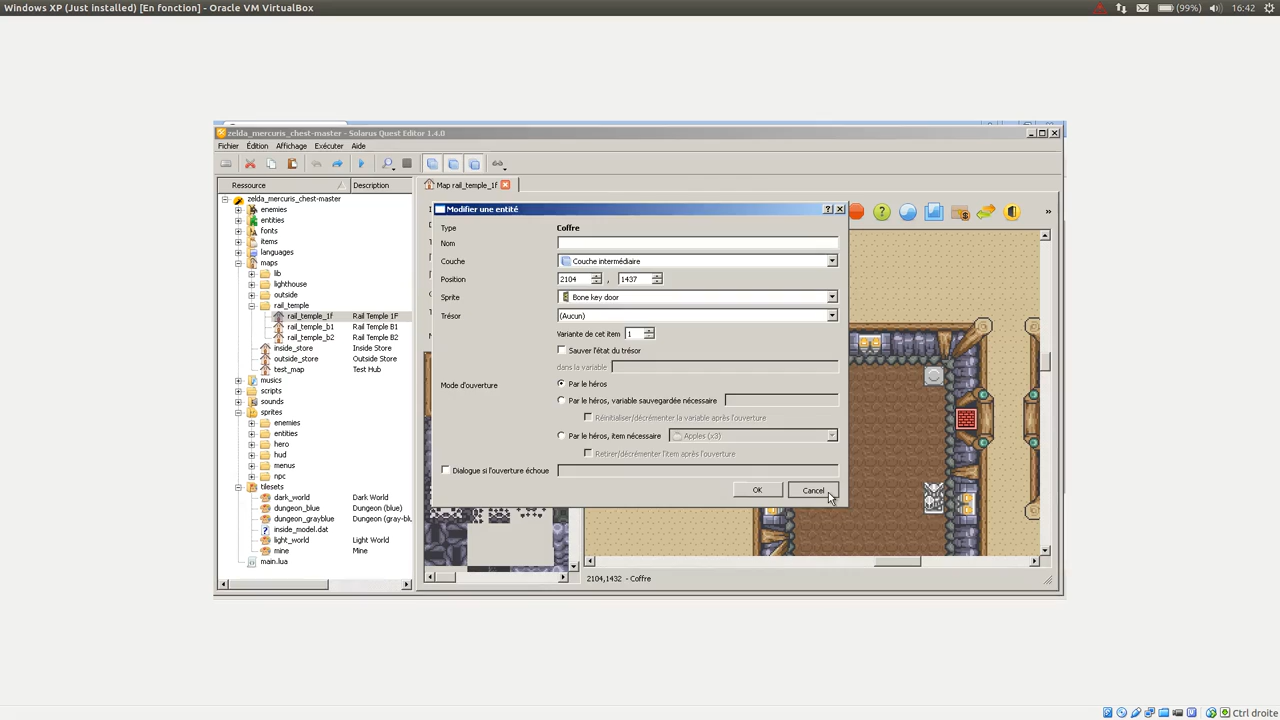 Windows XP (Just installed) [En fonction] - Oracle VM VirtualBox
(99%)
16:42
zelda_mercuris_chest-master - Solarus Quest Editor 1.4.0
Fichier Édition Affichage Exécuter Aide
Ressource Description
Map rail_temple_1f
zelda_mercuris_chest-master
enemies
entities
fonts
items
languages
maps
lib
lighthouse
outside
rail_temple
rail_temple_1f Rail Temple 1F
rail_temple_b1 Rail Temple B1
rail_temple_b2 Rail Temple B2
inside_store Inside Store
outside_store Outside Store
test_map Test Hub
musics
scripts
sounds
sprites
enemies
entities
hero
hud
menus
npc
tilesets
dark_world Dark World
dungeon_blue Dungeon (blue)
dungeon_grayblue Dungeon (gray-bl
inside_model.dat
light_world Light World
mine Mine
main.lua
Modifier une entité
Type Coffre
Nom
Couche Couche intermédiaire
Position 2104 , 1437
Sprite Bone key door
Trésor (Aucun)
Variante de cet item 1
Sauver l'état du trésor
dans la variable
Mode d'ouverture Par le héros
Par le héros, variable sauvegardée nécessaire
Réinitialiser/décrémenter la variable après l'ouverture
Par le héros, item nécessaire Apples (x3)
Retirer/décrémenter l'item après l'ouverture
Dialogue si l'ouverture échoue
OK Cancel
»
2104,1432 - Coffre
Ctrl droite